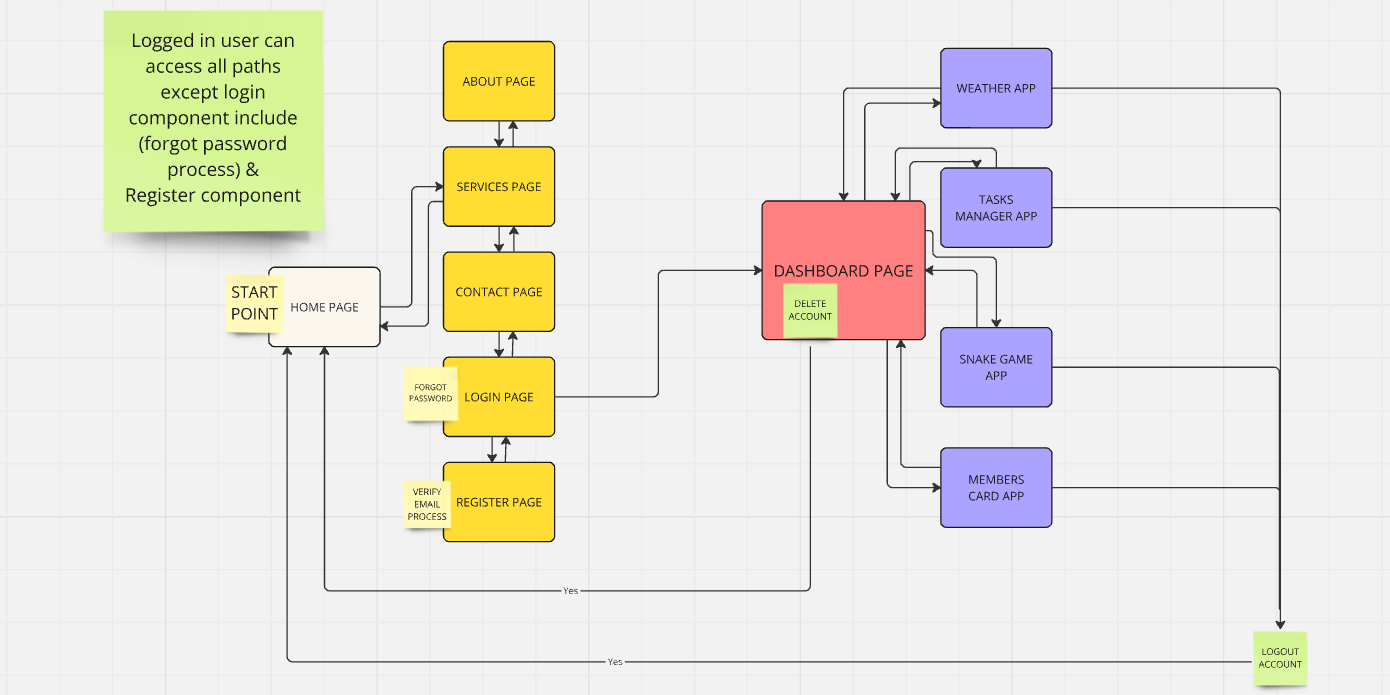 Logged in user can
access all paths
except login
component include
(forgot password
process) &
Register component
START
POINT
HOME PAGE
ABOUT PAGE
SERVICES PAGE
CONTACT PAGE
FORGOT
PASSWORD
LOGIN PAGE
VERIFY
EMAIL
PROCESS
REGISTER PAGE
DASHBOARD PAGE
DELETE
ACCOUNT
WEATHER APP
TASKS
MANAGER APP
SNAKE GAME
APP
MEMBERS
CARD APP
Yes
Yes
LOGOUT
ACCOUNT